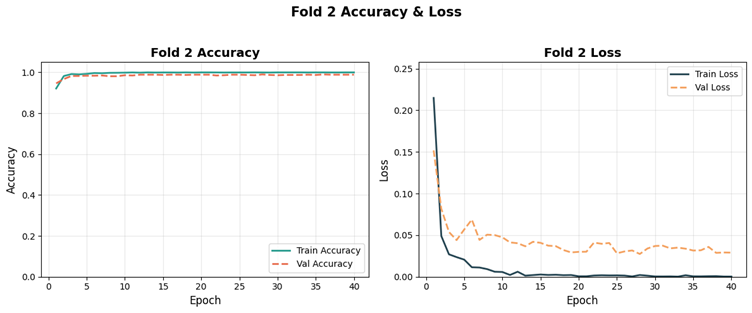 Fold 2 Accuracy & Loss
Fold 2 Accuracy
Accuracy
1.0
0.8
0.6
0.4
0.2
0.0
0 5 10 15 20 25 30 35 40
Epoch
Train Accuracy
Val Accuracy
Fold 2 Loss
Loss
0.25
0.20
0.15
0.10
0.05
0.00
0 5 10 15 20 25 30 35 40
Epoch
Train Loss
Val Loss